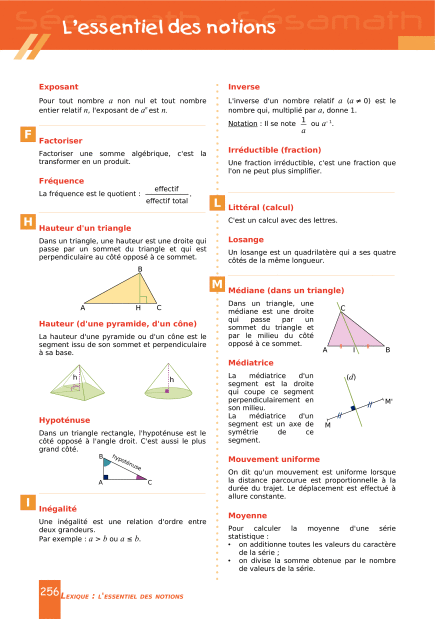 Sésamath Sésamath
L'essentiel des notions
Exposant
Pour tout nombre a non nul et tout nombre
entier relatif n, l'exposant de aⁿ est n.
F
Factoriser
Factoriser une somme algébrique, c'est la
transformer en un produit.
Fréquence
La fréquence est le quotient : effectif / effectif total .
H
Hauteur d'un triangle
Dans un triangle, une hauteur est une droite qui
passe par un sommet du triangle et qui est
perpendiculaire au côté opposé à ce sommet.
B
A H C
Hauteur (d'une pyramide, d'un cône)
La hauteur d'une pyramide ou d'un cône est le
segment issu de son sommet et perpendiculaire
à sa base.
h h
Hypoténuse
Dans un triangle rectangle, l'hypoténuse est le
côté opposé à l'angle droit. C'est aussi le plus
grand côté.
B hypoténuse
A C
I
Inégalité
Une inégalité est une relation d'ordre entre
deux grandeurs.
Par exemple : a > b ou a ≤ b.
Inverse
L'inverse d'un nombre relatif a (a ≠ 0) est le
nombre qui, multiplié par a, donne 1.
Notation : Il se note 1/a ou a⁻¹.
Irréductible (fraction)
Une fraction irréductible, c'est une fraction que
l'on ne peut plus simplifier.
L
Littéral (calcul)
C'est un calcul avec des lettres.
Losange
Un losange est un quadrilatère qui a ses quatre
côtés de la même longueur.
M
Médiane (dans un triangle)
Dans un triangle, une
médiane est une droite
qui passe par un
sommet du triangle et
par le milieu du côté
opposé à ce sommet.
C
A I B
Médiatrice
La médiatrice d'un
segment est la droite
qui coupe ce segment
perpendiculairement en
son milieu.
La médiatrice d'un
segment est un axe de
symétrie de ce
segment.
(d)
M'
M
Mouvement uniforme
On dit qu'un mouvement est uniforme lorsque
la distance parcourue est proportionnelle à la
durée du trajet. Le déplacement est effectué à
allure constante.
Moyenne
Pour calculer la moyenne d'une série
statistique :
• on additionne toutes les valeurs du caractère
de la série ;
• on divise la somme obtenue par le nombre
de valeurs de la série.
256 LEXIQUE : L'ESSENTIEL DES NOTIONS